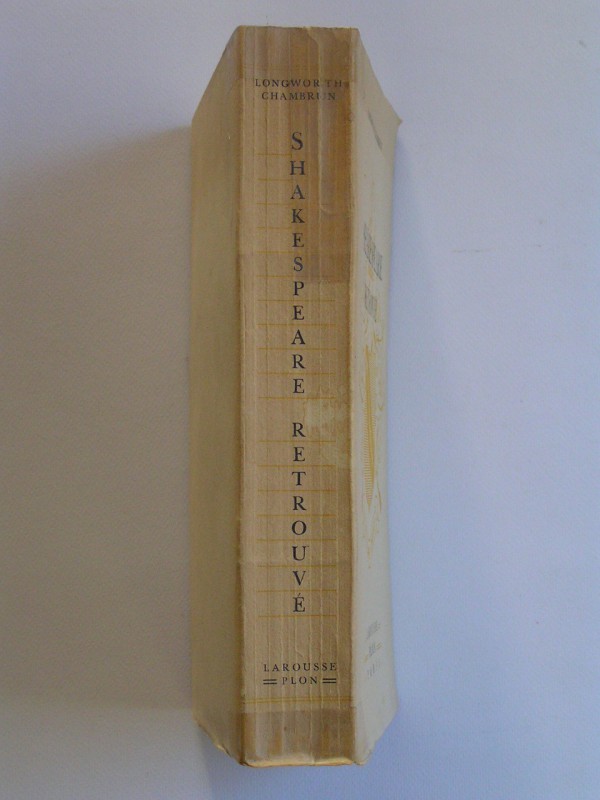 LONGWORTH
CHAMBRUN
SHAKESPEARE RETROUVÉ
LAROUSSE
PLON